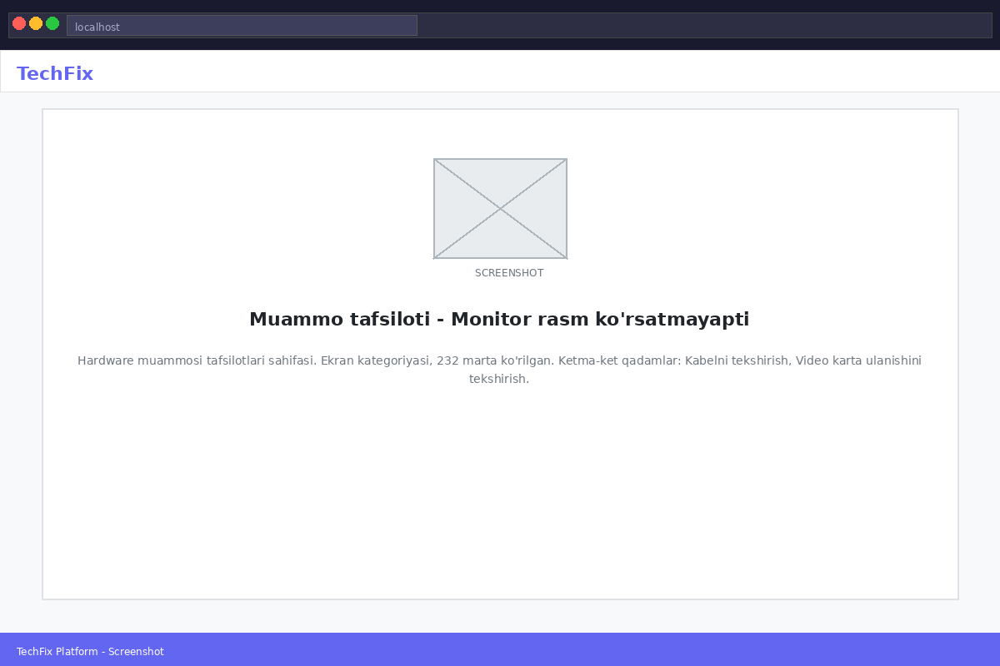 localhost
TechFix
SCREENSHOT
Muammo tafsiloti - Monitor rasm ko'rsatmayapti
Hardware muammosi tafsilotlari sahifasi. Ekran kategoriyasi, 232 marta ko'rilgan. Ketma-ket qadamlar: Kabelni tekshirish, Video karta ulanishini
tekshirish.
TechFix Platform - Screenshot